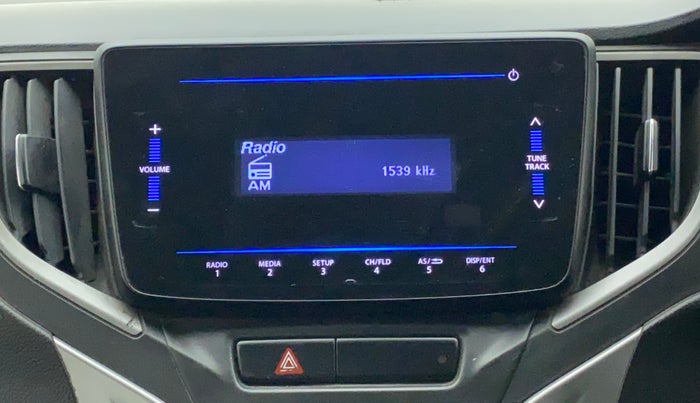 Radio
AM
1539 kHz
+
VOLUME
−
TUNE
TRACK
RADIO
1
MEDIA
2
SETUP
3
CH/FLD
4
AS/
5
DISP/ENT
6